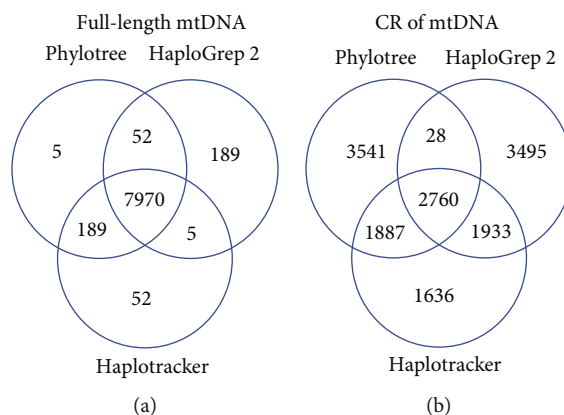 Full-length mtDNA
Phylotree HaploGrep 2
52
5
189
7970
189
5
52
Haplotracker
(a)
CR of mtDNA
Phylotree HaploGrep 2
28
3541
3495
2760
1887
1933
1636
Haplotracker
(b)